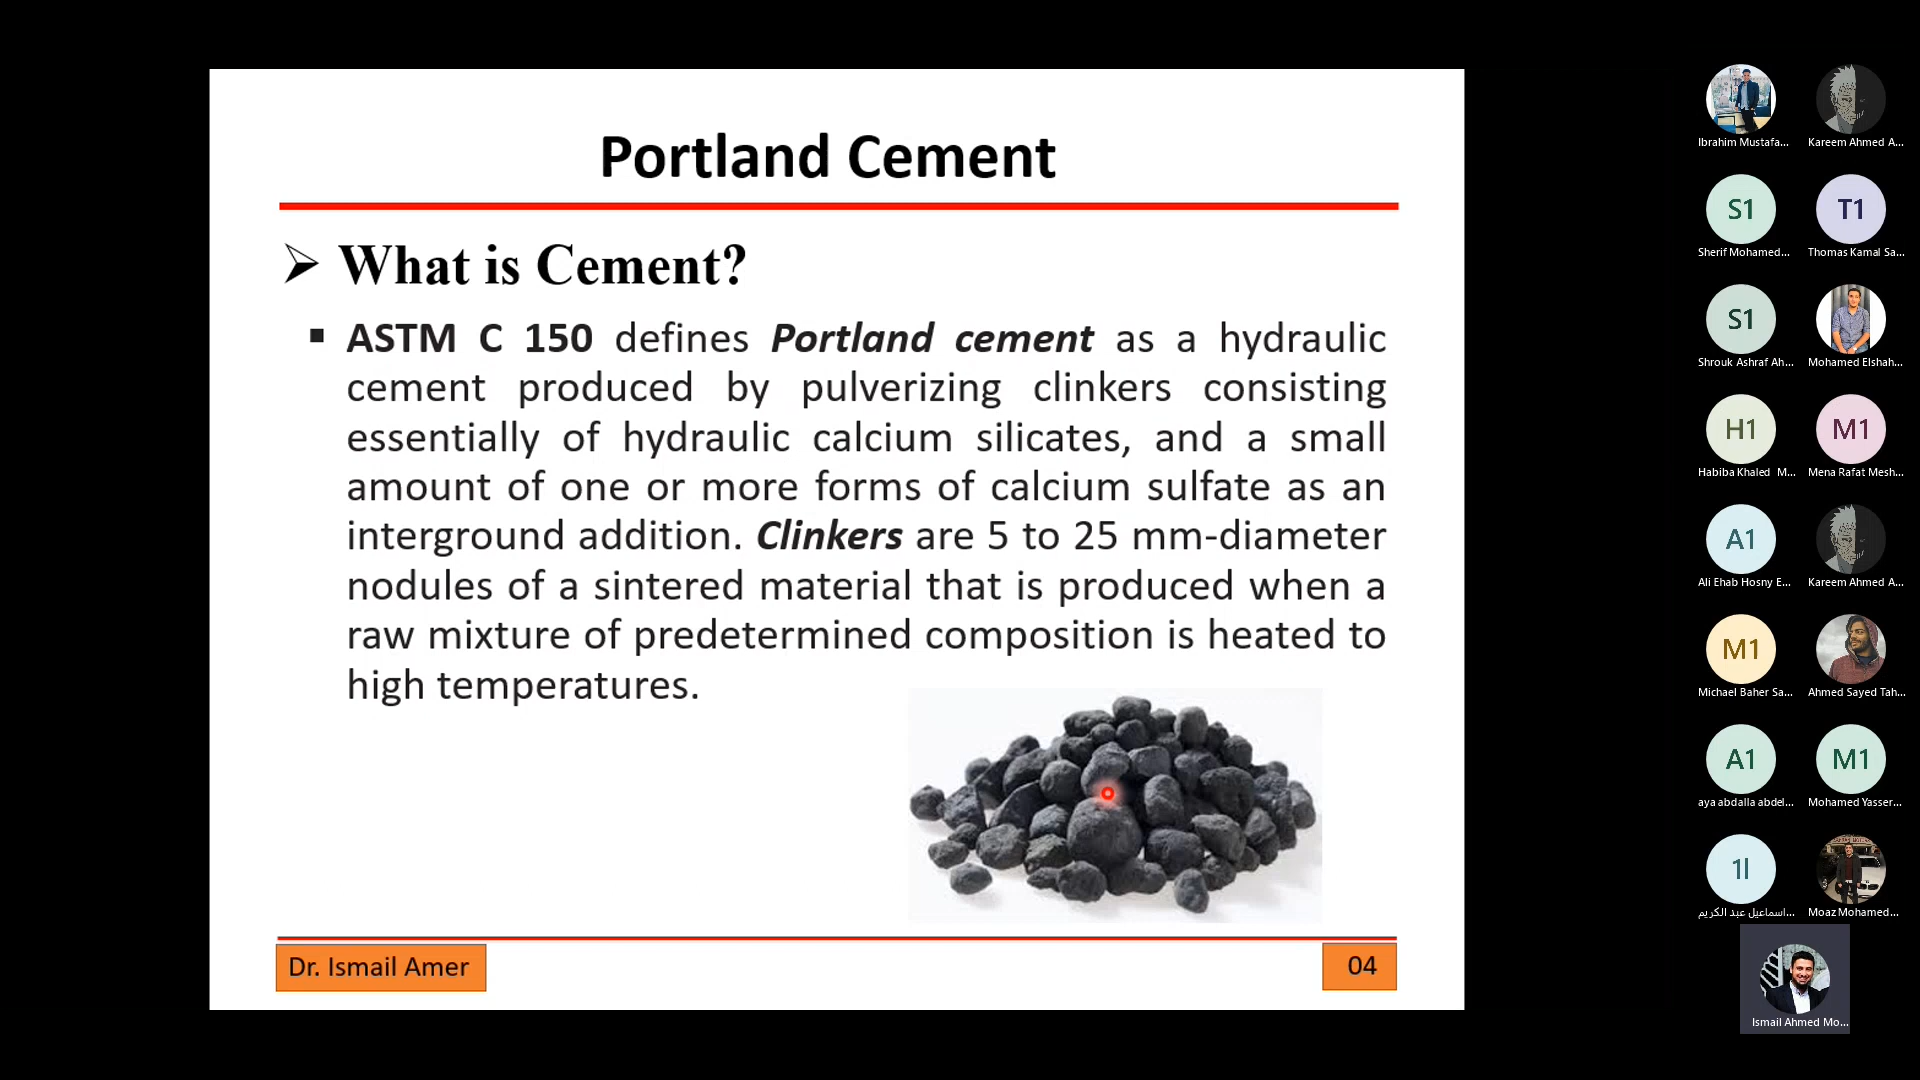 Portland Cement
➢ What is Cement?
▪ ASTM C 150 defines Portland cement as a hydraulic
cement produced by pulverizing clinkers consisting
essentially of hydraulic calcium silicates, and a small
amount of one or more forms of calcium sulfate as an
interground addition. Clinkers are 5 to 25 mm-diameter
nodules of a sintered material that is produced when a
raw mixture of predetermined composition is heated to
high temperatures.
Dr. Ismail Amer
04
Ibrahim Mustafa...
Kareem Ahmed A...
S1
T1
Sherif Mohamed...
Thomas Kamal Sa...
S1
Shrouk Ashraf Ah...
Mohamed Elshah...
H1
M1
Habiba Khaled M...
Mena Rafat Mesh...
A1
Ali Ehab Hosny E...
Kareem Ahmed A...
M1
Michael Baher Sa...
Ahmed Sayed Tah...
A1
M1
aya abdalla abdel...
Mohamed Yasser...
1ا
اسماعيل عبد الكريم...
Moaz Mohamed...
Ismail Ahmed Mo...